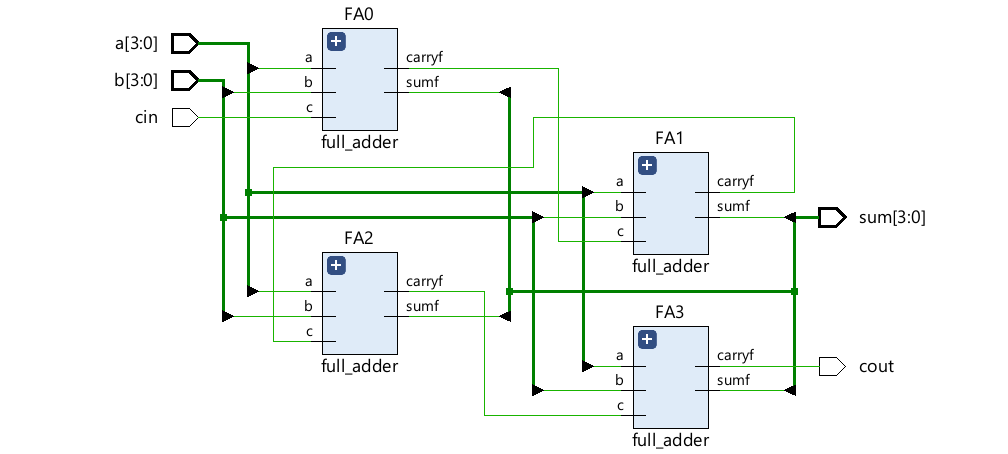 FA0
a[3:0]
b[3:0]
cin
a
b
c
carryf
sumf
full_adder
FA1
a
b
c
carryf
sumf
full_adder
sum[3:0]
FA2
a
b
c
carryf
sumf
full_adder
FA3
a
b
c
carryf
sumf
full_adder
cout